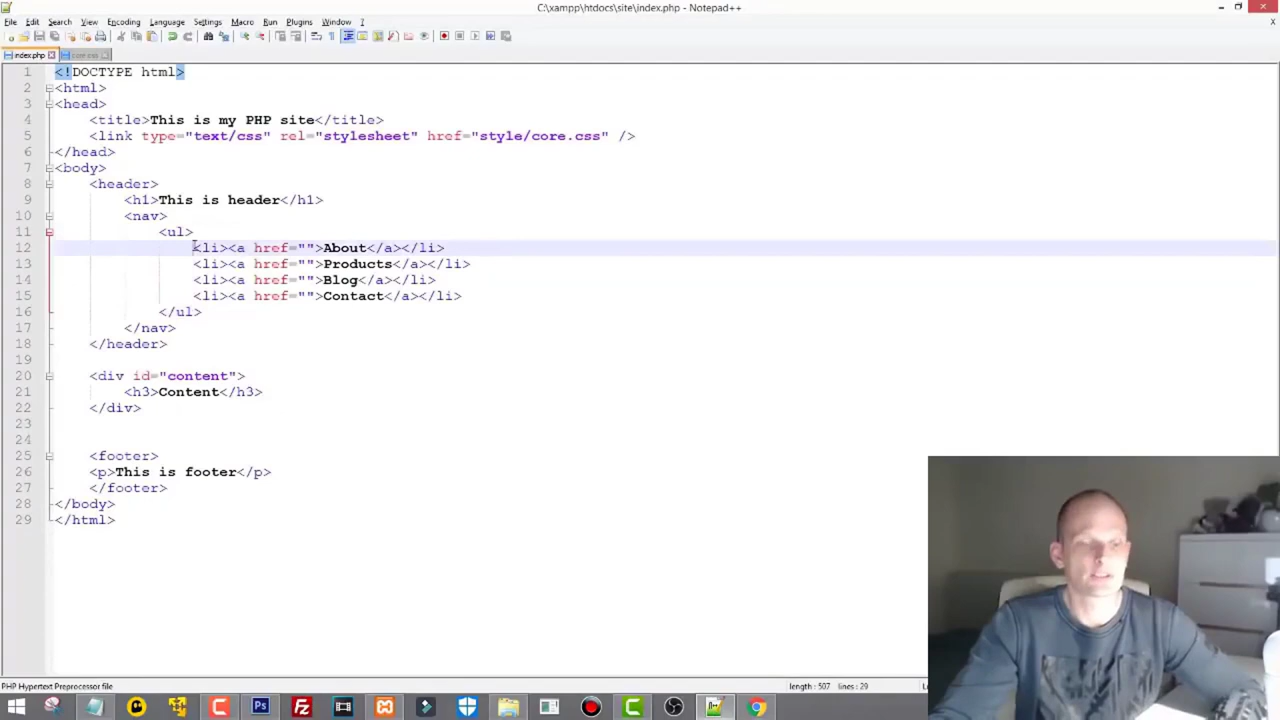 C:\xampp\htdocs\site\index.php - Notepad++
File Edit Search View Encoding Language Settings Macro Run Plugins Window ?
index.php core.css
1 <!DOCTYPE html>
2 <html>
3 <head>
4 <title>This is my PHP site</title>
5 <link type="text/css" rel="stylesheet" href="style/core.css" />
6 </head>
7 <body>
8 <header>
9 <h1>This is header</h1>
10 <nav>
11 <ul>
12 <li><a href="">About</a></li>
13 <li><a href="">Products</a></li>
14 <li><a href="">Blog</a></li>
15 <li><a href="">Contact</a></li>
16 </ul>
17 </nav>
18 </header>
19
20 <div id="content">
21 <h3>Content</h3>
22 </div>
23
24
25 <footer>
26 <p>This is footer</p>
27 </footer>
28 </body>
29 </html>
PHP Hypertext Preprocessor file length : 507 lines : 29